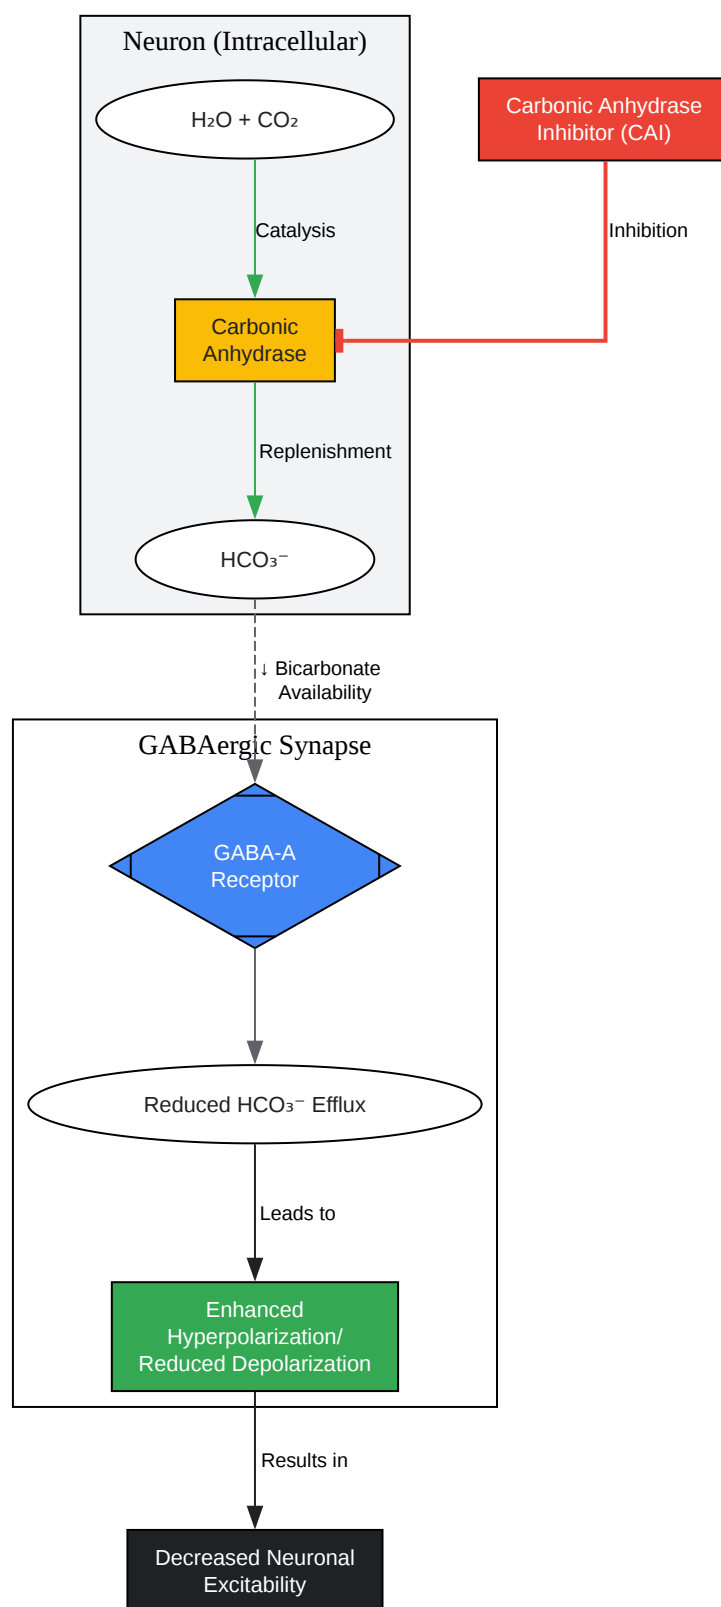 Neuron (Intracellular)
H₂O + CO₂
Carbonic Anhydrase
Inhibitor (CAI)
Catalysis
Inhibition
Carbonic
Anhydrase
Replenishment
HCO₃⁻
↓ Bicarbonate
Availability
GABAergic Synapse
GABA-A
Receptor
Reduced HCO₃⁻ Efflux
Leads to
Enhanced
Hyperpolarization/
Reduced Depolarization
Results in
Decreased Neuronal
Excitability